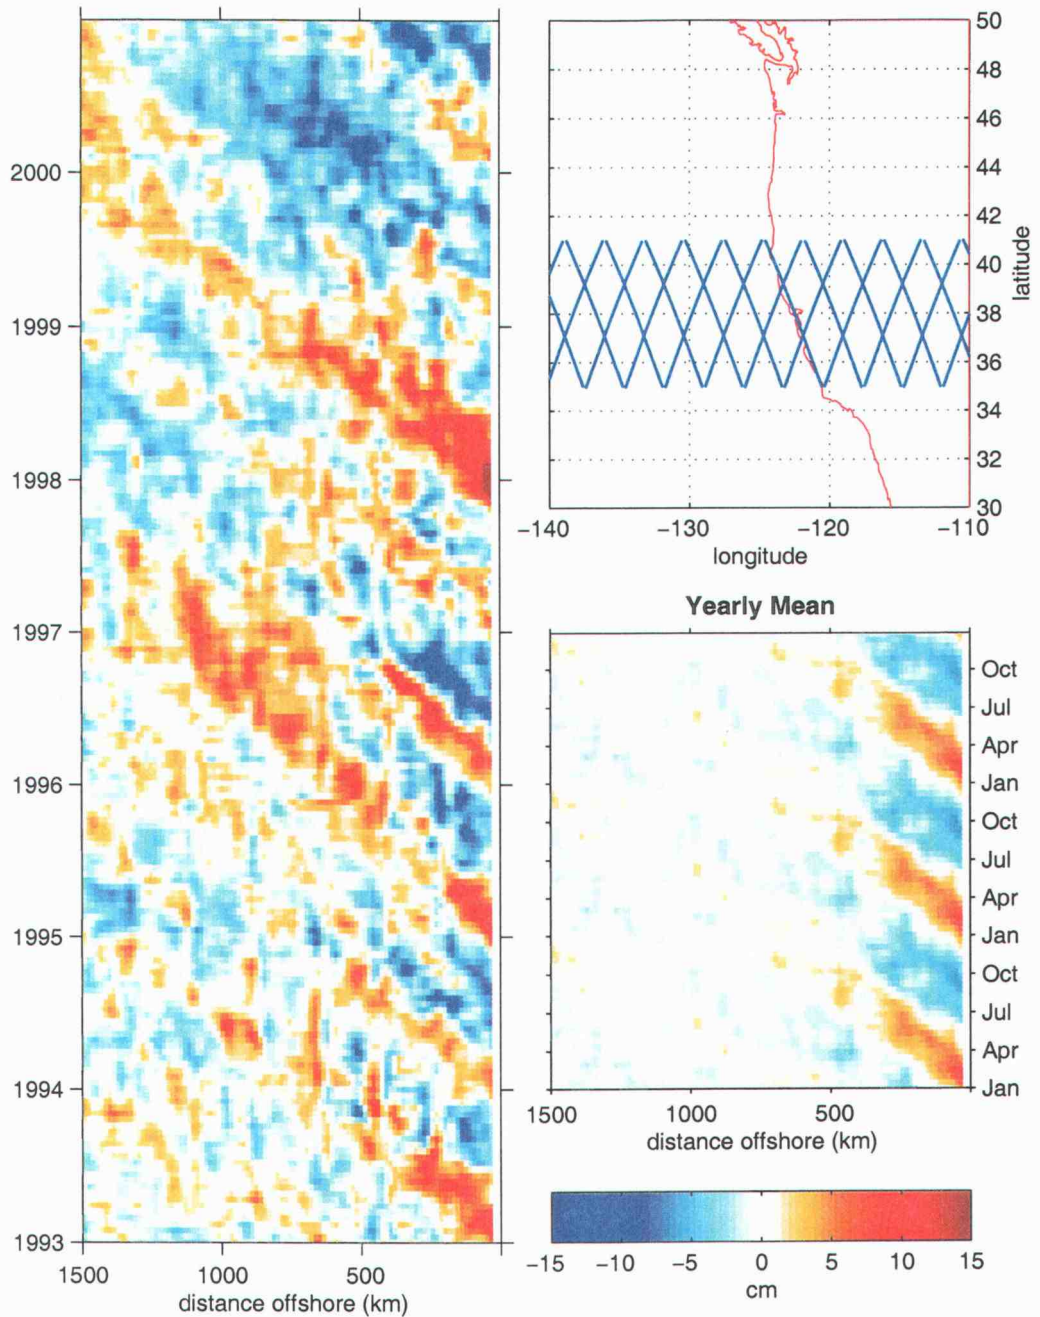 2000
1999
1998
1997
1996
1995
1994
1993
1500 1000 500
distance offshore (km)
50
48
46
44
42
40
38
36
34
32
30
latitude
−140 −130 −120 −110
longitude
Yearly Mean
Oct
Jul
Apr
Jan
Oct
Jul
Apr
Jan
Oct
Jul
Apr
Jan
1500 1000 500
distance offshore (km)
−15 −10 −5 0 5 10 15
cm